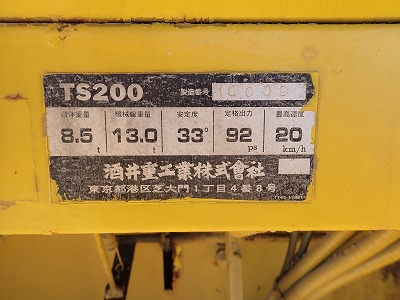 TS200 製造番号 10009
機体重量 機械総重量 安定度 定格出力 最高速度
8.5 t 13.0 t 33° 92 ps 20 km/h
酒井重工業株式會社
東京都港区芝大門1丁目4番8号